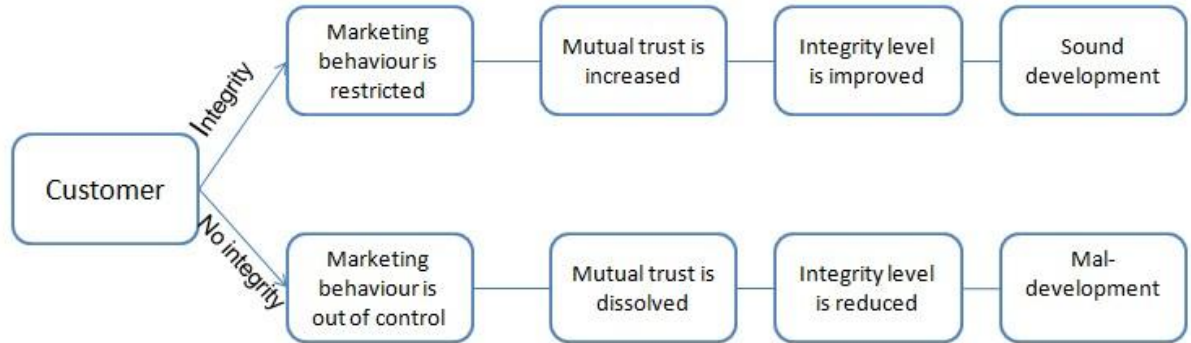 Marketing
behaviour is
restricted
Mutual trust is
increased
Integrity level
is improved
Sound
development
Integrity
Customer
No integrity
Marketing
behaviour is
out of control
Mutual trust is
dissolved
Integrity level
is reduced
Mal-
development